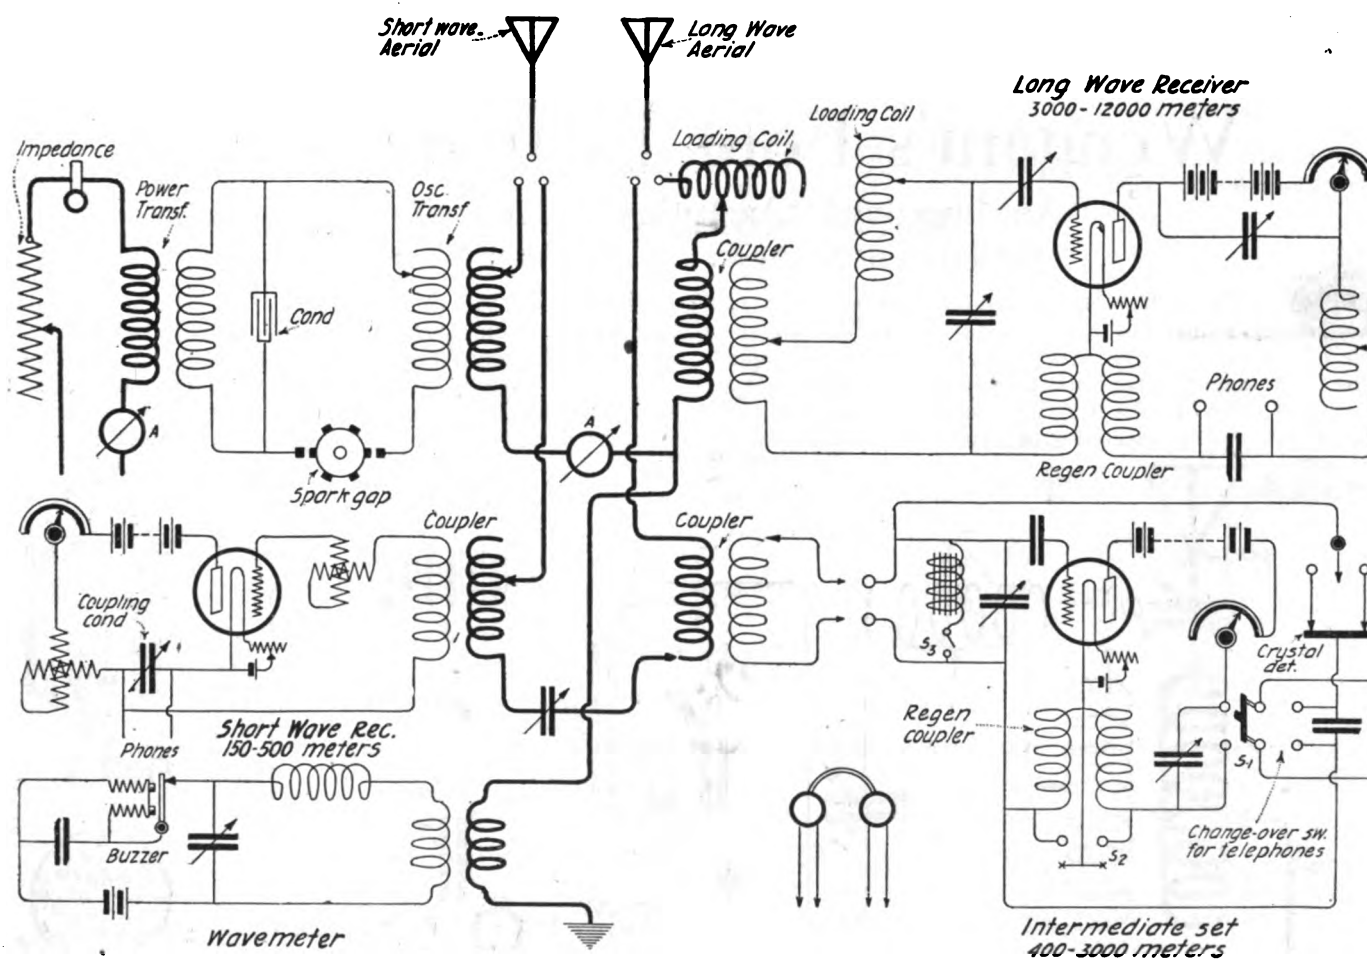 Short wave.
Aerial
Long Wave
Aerial
Long Wave Receiver
3000-12000 meters
Impedance
Power
Transf.
Osc.
Transf
Loading Coil
Loading Coil
Coupler
Cond
A
A
Spark gap
Phones
Regen Coupler
Coupler
Coupler
Coupling
cond
S3
Crystal
det.
Short Wave Rec.
150-500 meters
Phones
Regen
coupler
S1
Buzzer
S2
Change-over sw.
for telephones
Wavemeter
Intermediate set
400-3000 meters